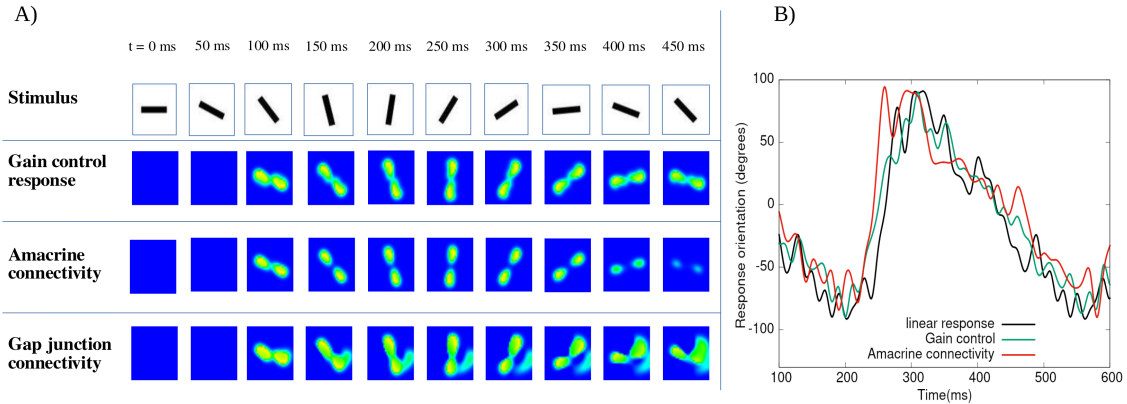 A)
t = 0 ms 50 ms 100 ms 150 ms 200 ms 250 ms 300 ms 350 ms 400 ms 450 ms
Stimulus
Gain control
response
Amacrine
connectivity
Gap junction
connectivity
B)
Response orientation (degrees)
100
50
0
-50
-100
linear response
Gain control
Amacrine connectivity
100 200 300 400 500 600
Time(ms)